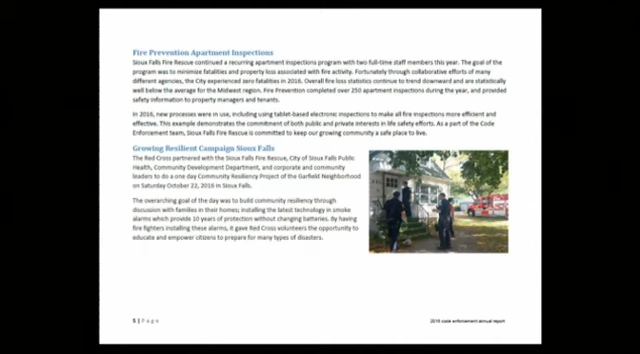 Fire Prevention Apartment Inspections
Sioux Falls Fire Rescue continued a recurring apartment inspections program with two full-time staff members this year. The goal of the
program was to minimize fatalities and property loss associated with fire activity. Fortunately through collaborative efforts of many
different agencies, the City experienced zero fatalities in 2016. Overall fire loss statistics continue to trend downward and are statistically
well below the average for the Midwest region. Fire Prevention completed over 250 apartment inspections during the year, and provided
safety information to property managers and tenants.
In 2016, new processes were in use, including using tablet-based electronic inspections to make all fire inspections more efficient and
effective. This example demonstrates the commitment of both public and private interests in life safety efforts. As a part of the Code
Enforcement team, Sioux Falls Fire Rescue is committed to keep our growing community a safe place to live.
Growing Resilient Campaign Sioux Falls
The Red Cross partnered with the Sioux Falls Fire Rescue, City of Sioux Falls Public
Health, Community Development Department, and corporate and community
leaders to do a one day Community Resiliency Project of the Garfield Neighborhood
on Saturday October 22, 2016 in Sioux Falls.
The overarching goal of the day was to build community resiliency through
discussion with families in their homes; installing the latest technology in smoke
alarms which provide 10 years of protection without changing batteries. By having
fire fighters installing these alarms, it gave Red Cross volunteers the opportunity to
educate and empower citizens to prepare for many types of disasters.
5 | Page
2016 code enforcement annual report